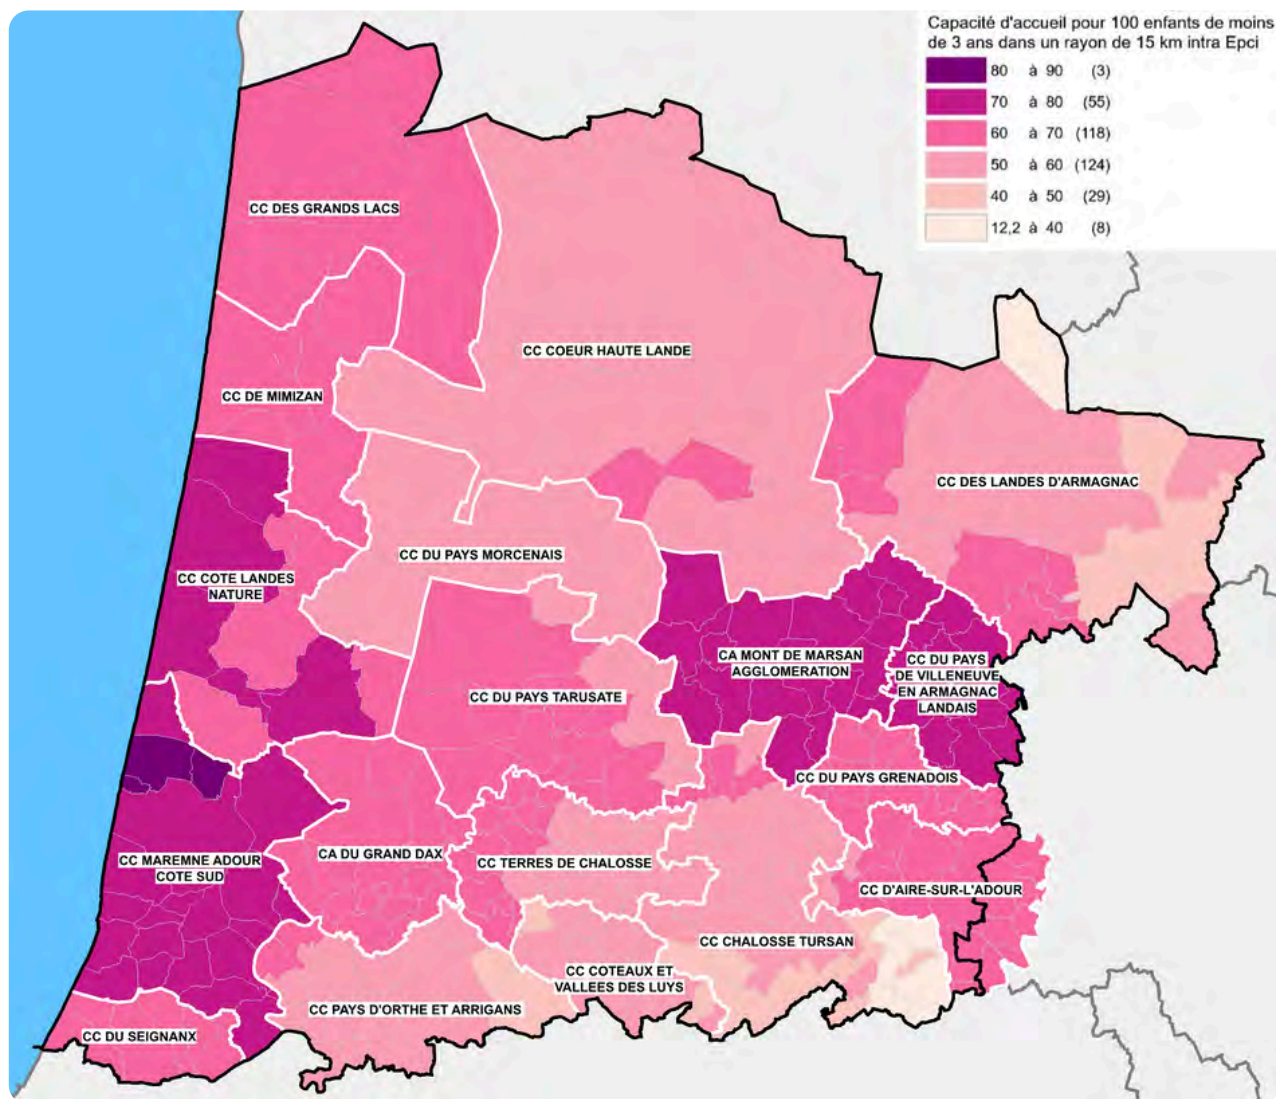 Capacité d'accueil pour 100 enfants de moins
de 3 ans dans un rayon de 15 km intra Epci
80 à 90 (3)
70 à 80 (55)
60 à 70 (118)
50 à 60 (124)
40 à 50 (29)
12,2 à 40 (8)
CC DES GRANDS LACS
CC COEUR HAUTE LANDE
CC DE MIMIZAN
CC DES LANDES D'ARMAGNAC
CC DU PAYS MORCENAIS
CC COTE LANDES
NATURE
CA MONT DE MARSAN
AGGLOMERATION
CC DU PAYS
DE VILLENEUVE
EN ARMAGNAC
LANDAIS
CC DU PAYS TARUSATE
CC DU PAYS GRENADOIS
CC MAREMNE ADOUR
COTE SUD
CA DU GRAND DAX
CC TERRES DE CHALOSSE
CC D'AIRE-SUR-L'ADOUR
CC CHALOSSE TURSAN
CC COTEAUX ET
VALLEES DES LUYS
CC PAYS D'ORTHE ET ARRIGANS
CC DU SEIGNANX